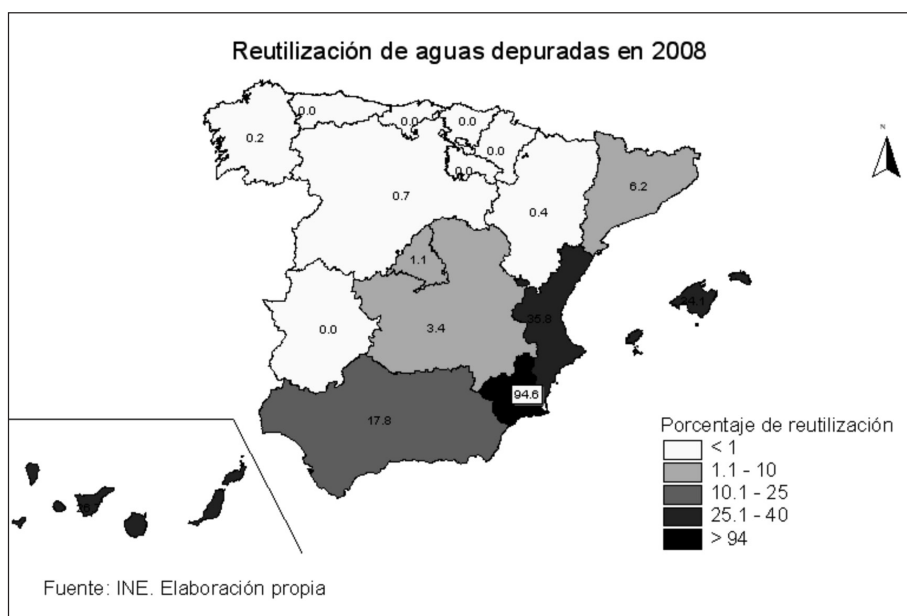 Reutilización de aguas depuradas en 2008
N
0.0
0.0
0.0
0.2
0.0
0.0
6.2
0.7
0.4
1.1
35.8
0.0
3.4
94.6
17.8
Porcentaje de reutilización
< 1
1.1 - 10
10.1 - 25
25.1 - 40
> 94
Fuente: INE. Elaboración propia